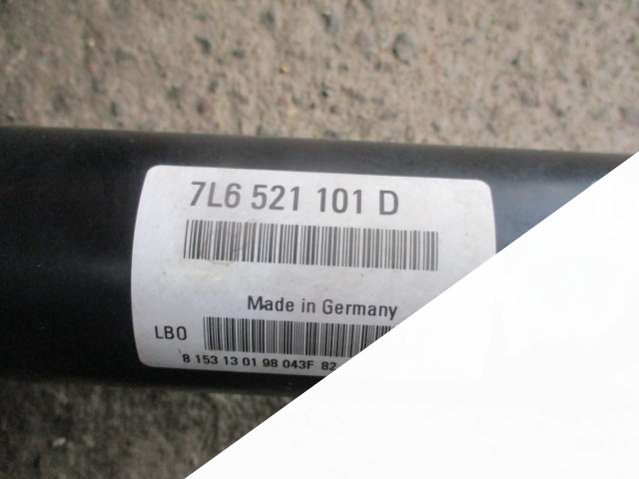 7L6 521 101 D
Made in Germany
LBO
8 153 13 01 98 043F 82